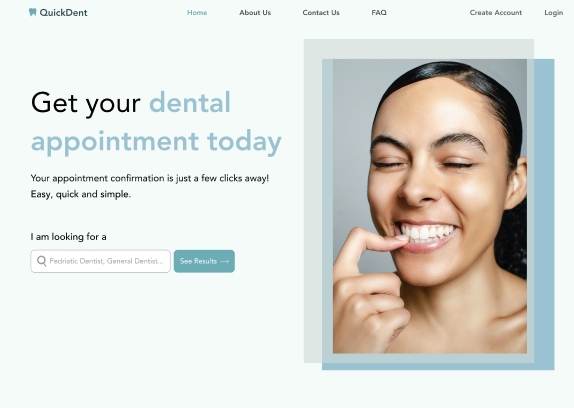 QuickDent
Home
About Us
Contact Us
FAQ
Create Account
Login
Get your dental
appointment today
Your appointment confirmation is just a few clicks away!
Easy, quick and simple.
I am looking for a
Pedriatic Dentist, General Dentist...
See Results →